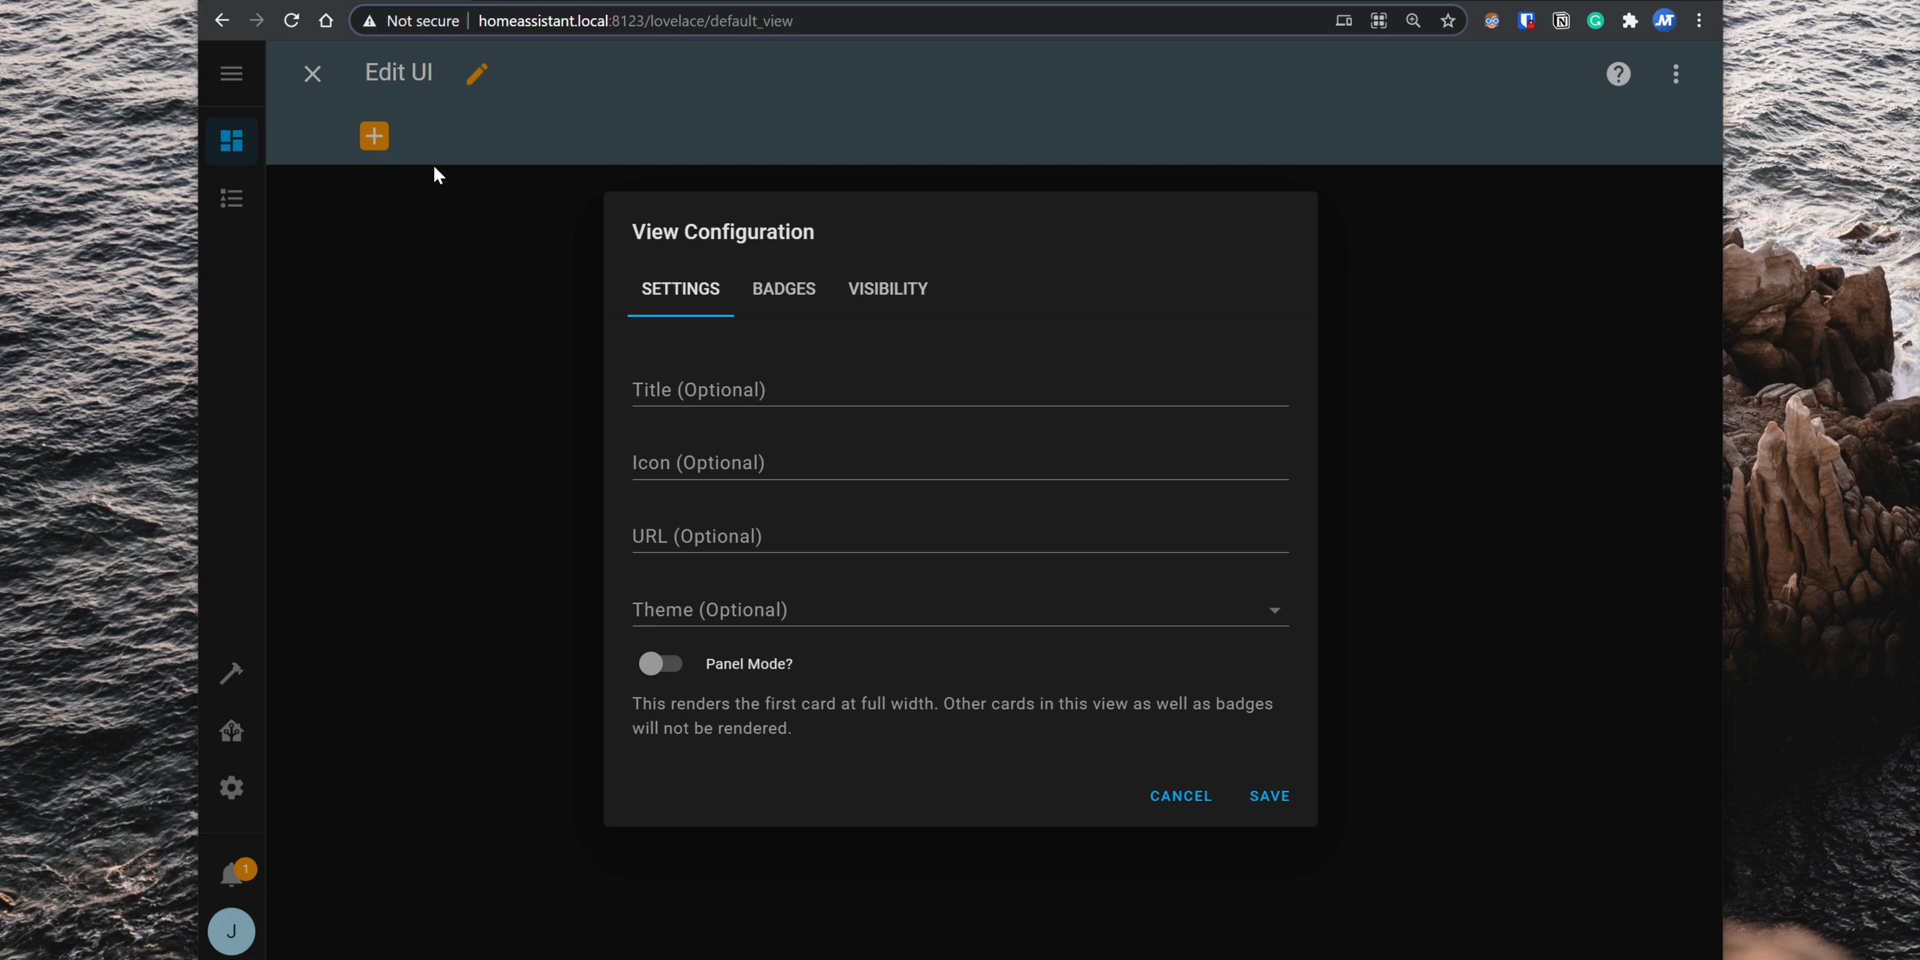 Not secure homeassistant.local:8123/lovelace/default_view
Edit UI
View Configuration
SETTINGS BADGES VISIBILITY
Title (Optional)
Icon (Optional)
URL (Optional)
Theme (Optional)
Panel Mode?
This renders the first card at full width. Other cards in this view as well as badges
will not be rendered.
CANCEL SAVE
1
J